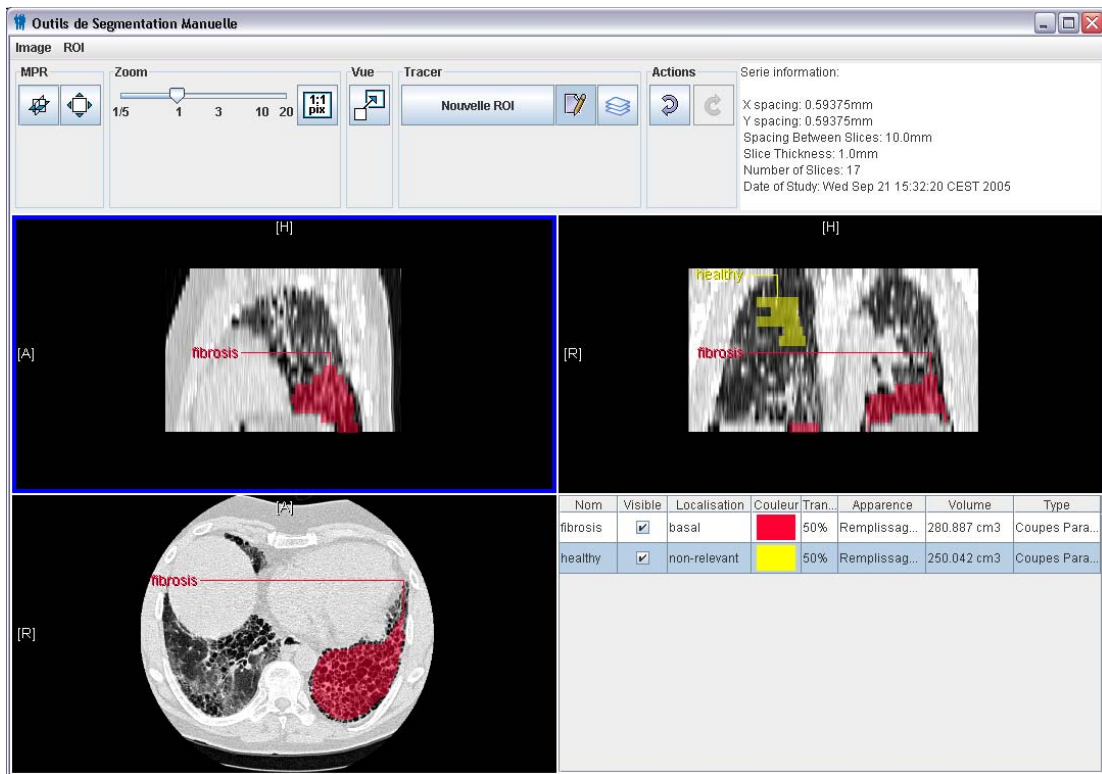 Outils de Segmentation Manuelle
Image ROI
MPR Zoom Vue Tracer Actions
1/5 1 3 10 20
1:1 pix
Nouvelle ROI
Serie information:
X spacing: 0.59375mm
Y spacing: 0.59375mm
Spacing Between Slices: 10.0mm
Slice Thickness: 1.0mm
Number of Slices: 17
Date of Study: Wed Sep 21 15:32:20 CEST 2005
[H]
[A]
fibrosis
[H]
healthy
[R]
fibrosis
[A]
fibrosis
[R]
Nom Visible Localisation Couleur Tran... Apparence Volume Type
fibrosis basal 50% Remplissag... 280.887 cm3 Coupes Para...
healthy non-relevant 50% Remplissag... 250.042 cm3 Coupes Para...